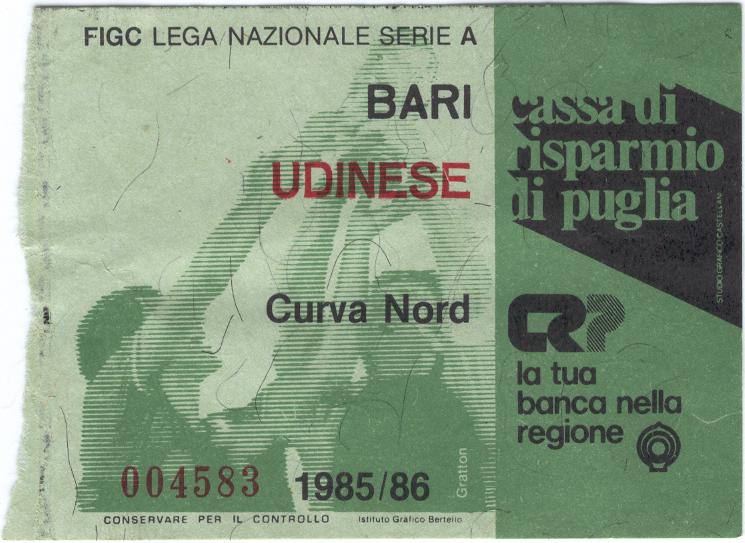 FIGC LEGA NAZIONALE SERIE A
BARI
UDINESE
Curva Nord
004583 1985/86
Gratton
CONSERVARE PER IL CONTROLLO Istituto Grafico Bertello
cassa di
risparmio
di puglia
STUDIO GRAFICO CASTELLANI
CRP
la tua
banca nella
regione